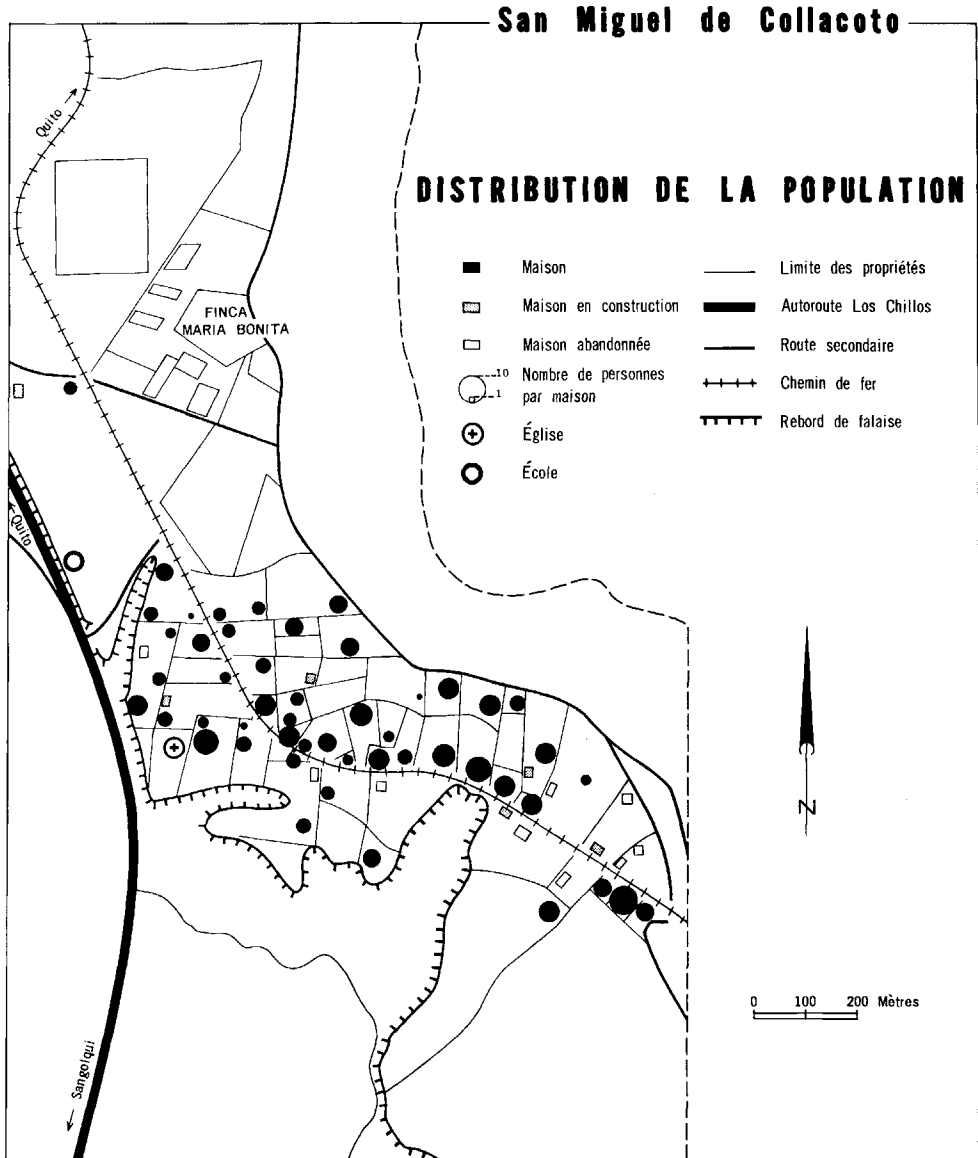 San Miguel de Collacoto
DISTRIBUTION DE LA POPULATION
Maison
Maison en construction
Maison abandonnée
10
1
Nombre de personnes
par maison
Église
École
Limite des propriétés
Autoroute Los Chillos
Route secondaire
Chemin de fer
Rebord de falaise
Quito
FINCA
MARIA BONITA
Quito
N
0 100 200 Mètres
Sangolqui